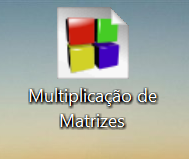 Multiplicação de
Matrizes